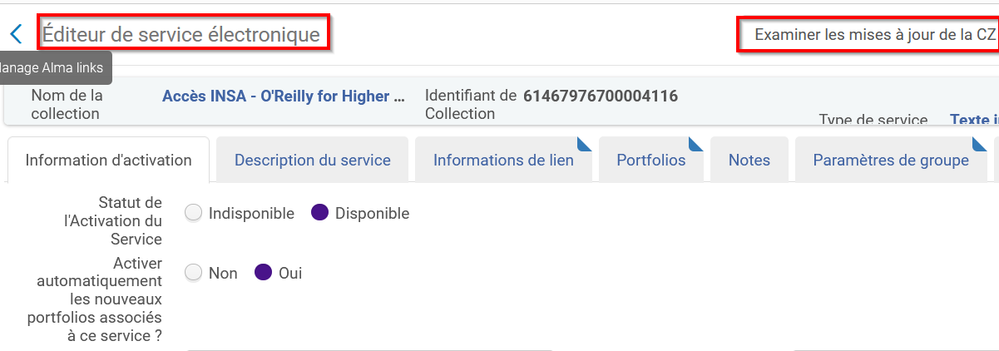 Éditeur de service électronique
Examiner les mises à jour de la CZ
anage Alma links
Nom de la collection
Accès INSA - O'Reilly for Higher ...
Identifiant de Collection
61467976700004116
Type de service
Texte
Information d'activation
Description du service
Informations de lien
Portfolios
Notes
Paramètres de groupe
Statut de
l'Activation du
Service
Indisponible
Disponible
Activer
automatiquement
les nouveaux
portfolios associés
à ce service ?
Non
Oui